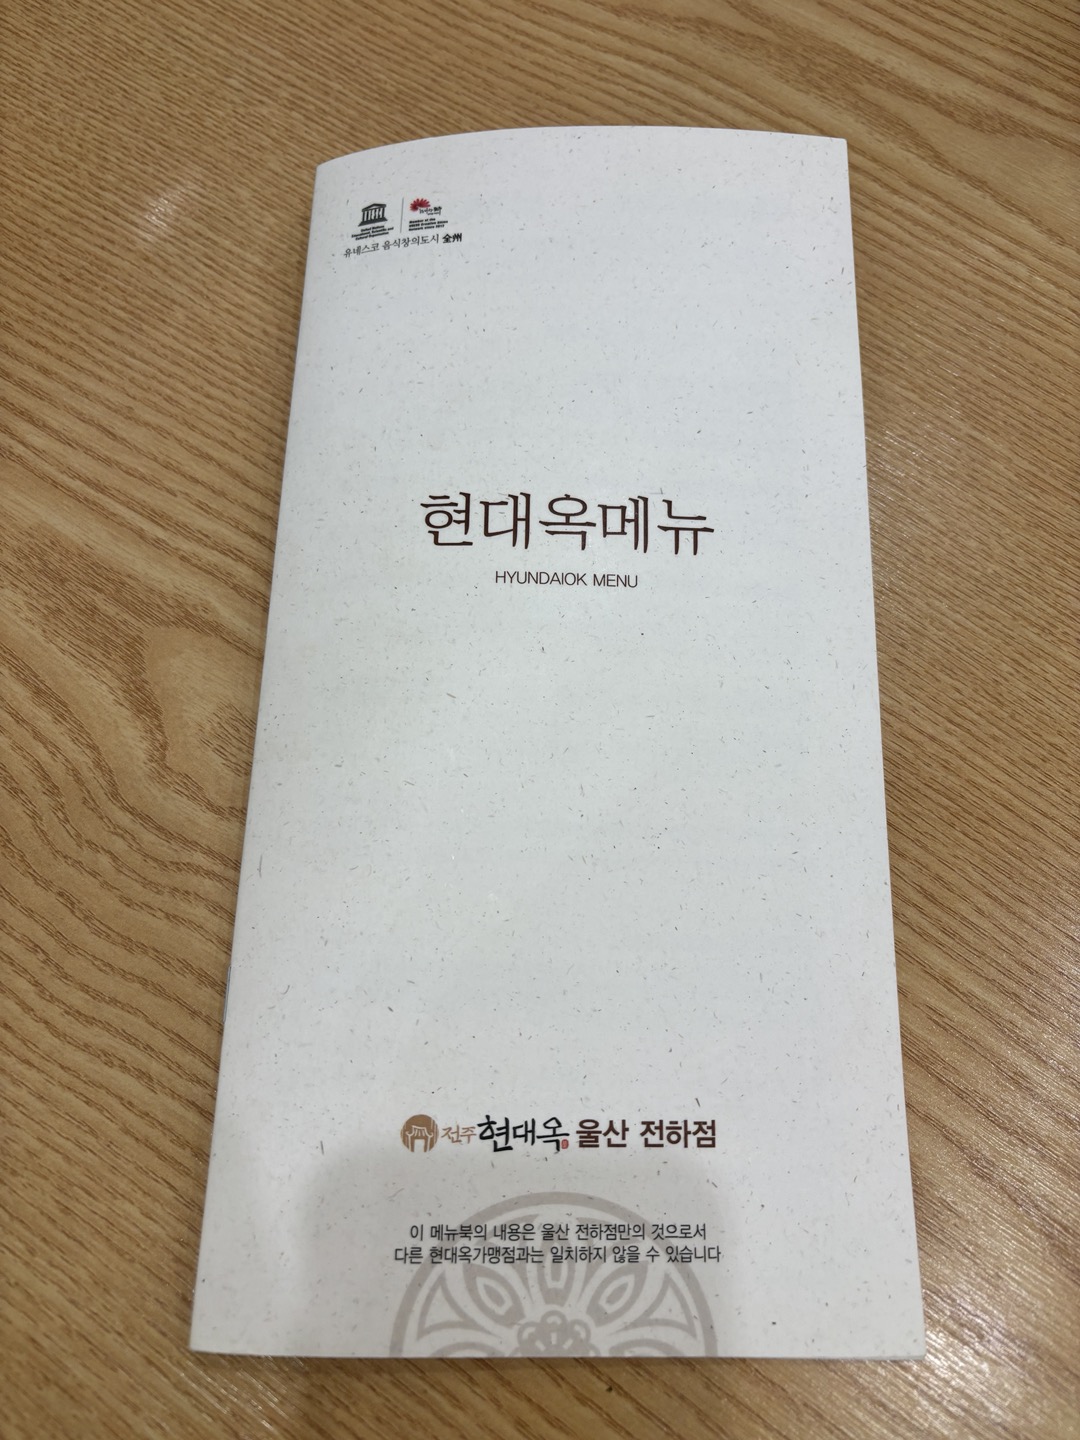 유네스코 음식창의도시 全州
현대옥메뉴
HYUNDAIOK MENU
전주 현대옥 울산 전하점
이 메뉴북의 내용은 울산 전하점만의 것으로서
다른 현대옥가맹점과는 일치하지 않을 수 있습니다